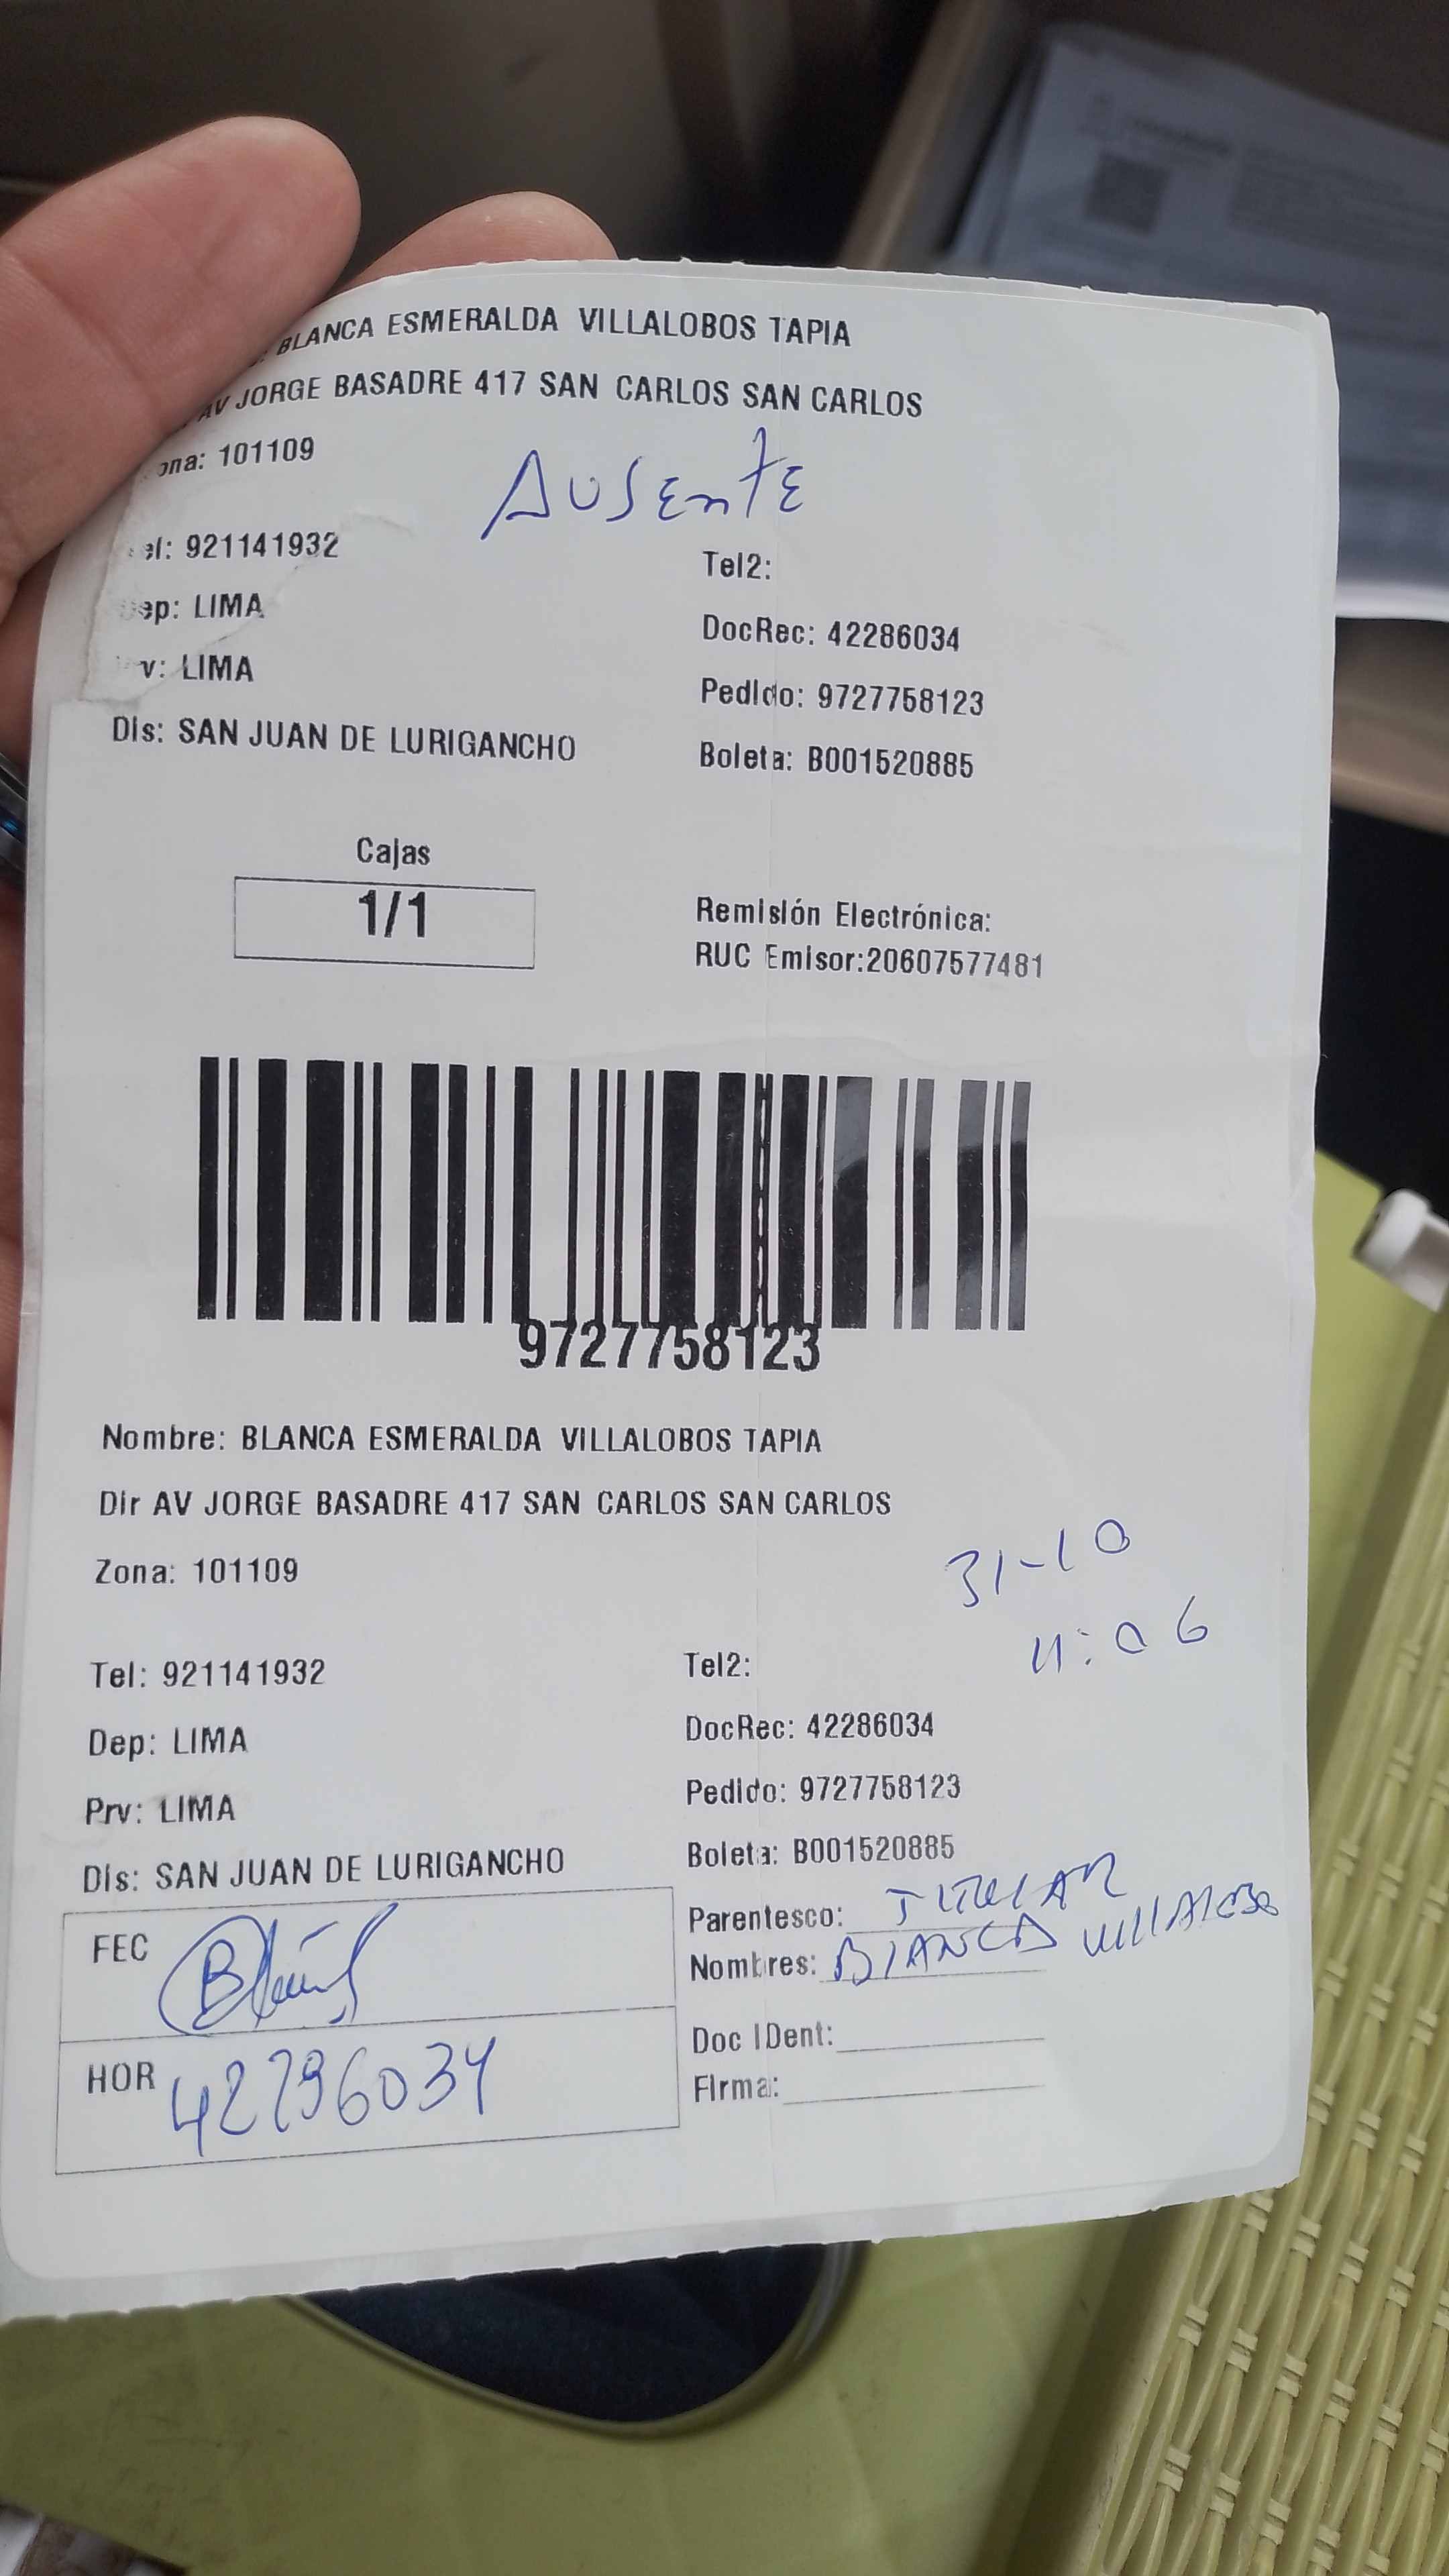 BLANCA ESMERALDA VILLALOBOS TAPIA
AV JORGE BASADRE 417 SAN CARLOS SAN CARLOS
ona: 101109
AUSENTE
el: 921141932
Tel2:
ep: LIMA
DocRec: 42286034
v: LIMA
Pedido: 9727758123
Dis: SAN JUAN DE LURIGANCHO
Boleta: B001520885
Cajas
1/1
Remisión Electrónica:
RUC Emisor:20607577481
9727758123
Nombre: BLANCA ESMERALDA VILLALOBOS TAPIA
Dir AV JORGE BASADRE 417 SAN CARLOS SAN CARLOS
31-10
Zona: 101109
11:06
Tel: 921141932
Tel2:
Dep: LIMA
DocRec: 42286034
Prv: LIMA
Pedido: 9727758123
Dis: SAN JUAN DE LURIGANCHO
Boleta: B001520885
FEC
Parentesco: TITULAR
Nombres: BLANCA VILLALOBOS
HOR 42296034
Doc IDent:
Firma: